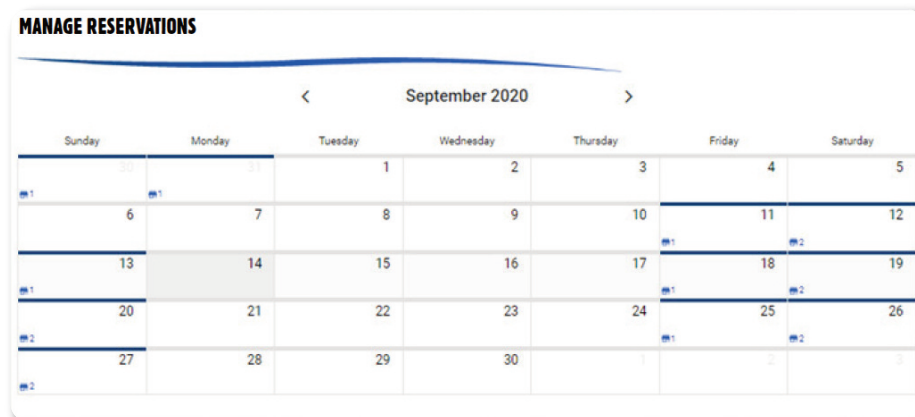 MANAGE RESERVATIONS
< September 2020 >
Sunday Monday Tuesday Wednesday Thursday Friday Saturday
30 31 1 2 3 4 5
1 1
6 7 8 9 10 11 12
1 2
13 14 15 16 17 18 19
1 1 2
20 21 22 23 24 25 26
2 1 2
27 28 29 30 1 2 3
2